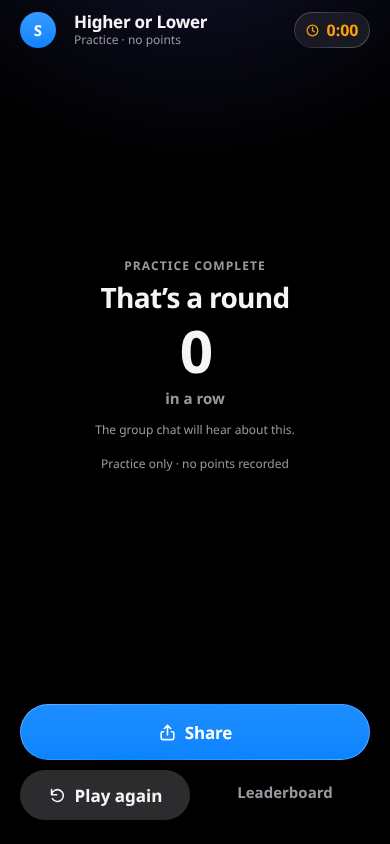 S
Higher or Lower
Practice · no points
0:00
PRACTICE COMPLETE
That's a round
0
in a row
The group chat will hear about this.
Practice only · no points recorded
Share
Play again
Leaderboard